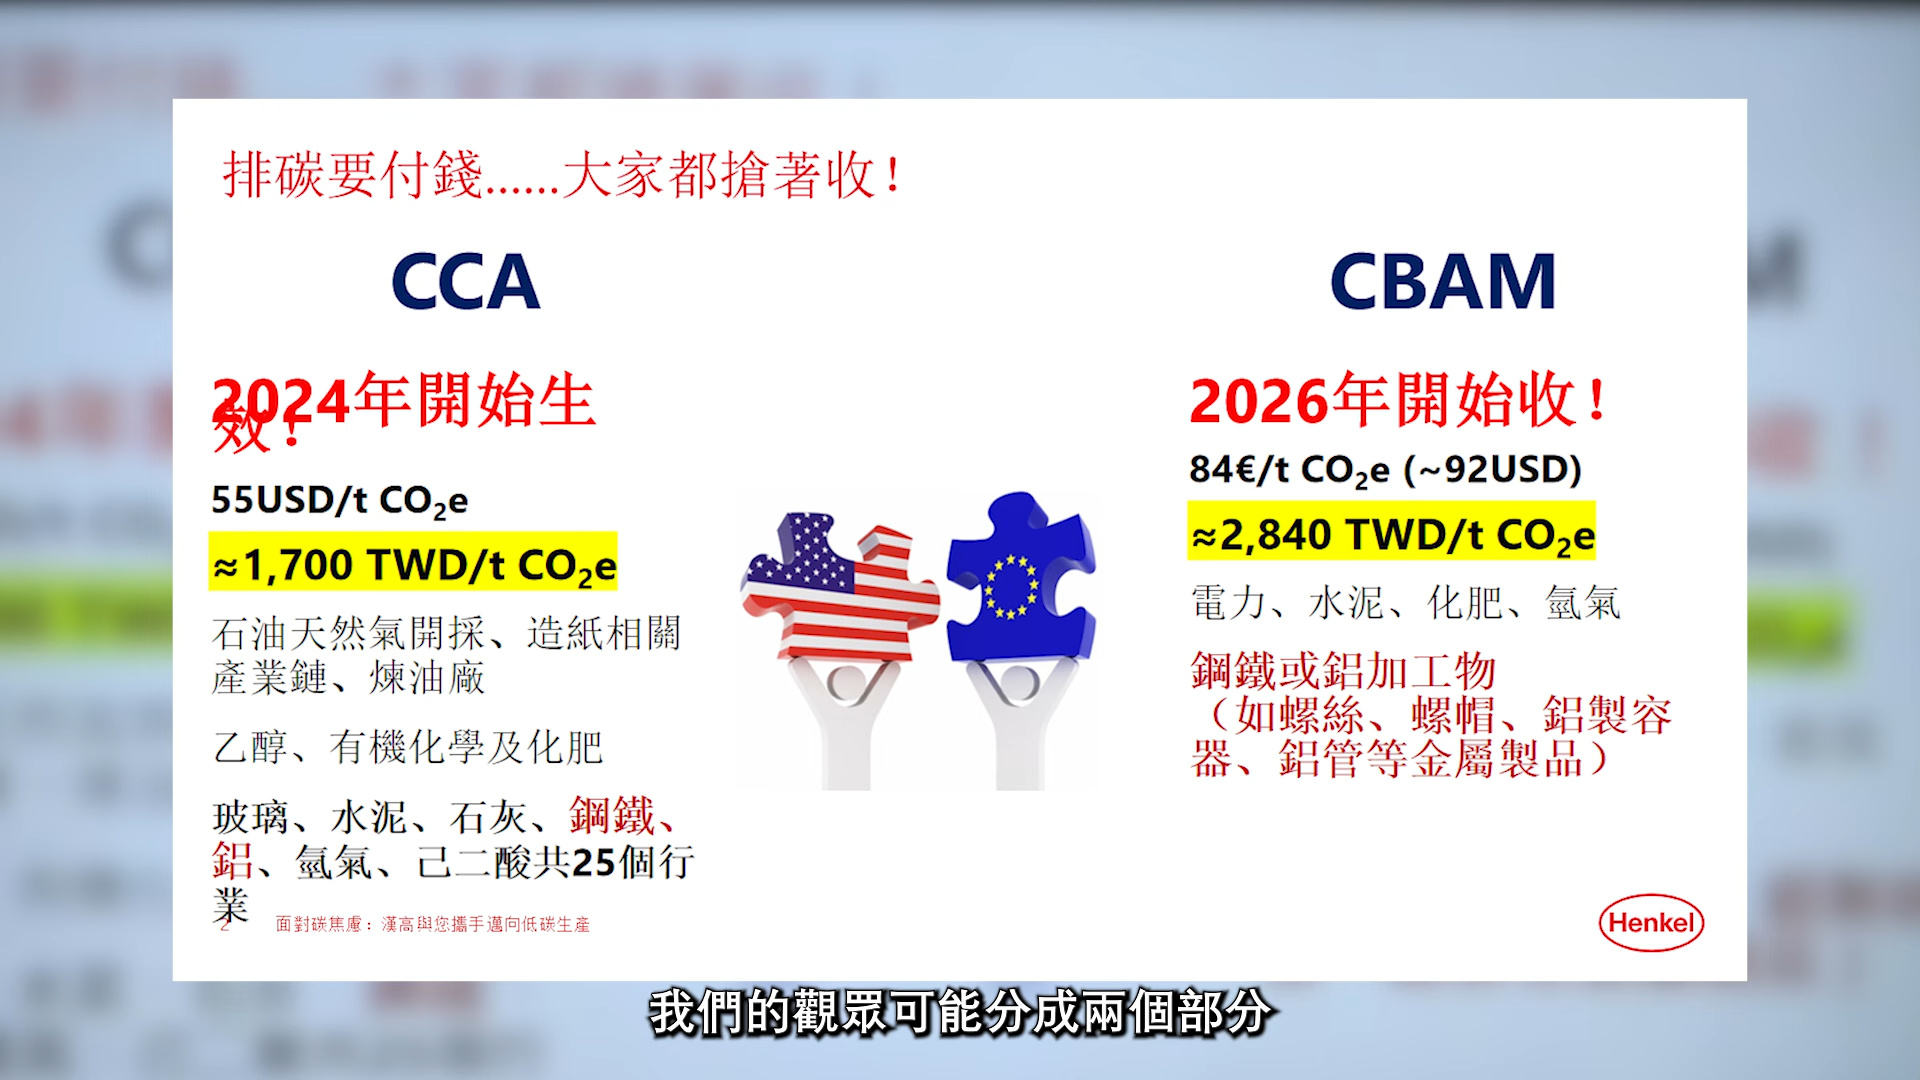 排碳要付錢......大家都搶著收！
CCA
2024年開始生
效！
55USD/t CO₂e
≈1,700 TWD/t CO₂e
石油天然氣開採、造紙相關
產業鏈、煉油廠
乙醇、有機化學及化肥
玻璃、水泥、石灰、鋼鐵、
鋁、氫氣、己二酸共25個行
業
CBAM
2026年開始收！
84€/t CO₂e (~92USD)
≈2,840 TWD/t CO₂e
電力、水泥、化肥、氫氣
鋼鐵或鋁加工物
（如螺絲、螺帽、鋁製容
器、鋁管等金屬製品）
2 面對碳焦慮：漢高與您攜手邁向低碳生產
Henkel
我們的觀眾可能分成兩個部分